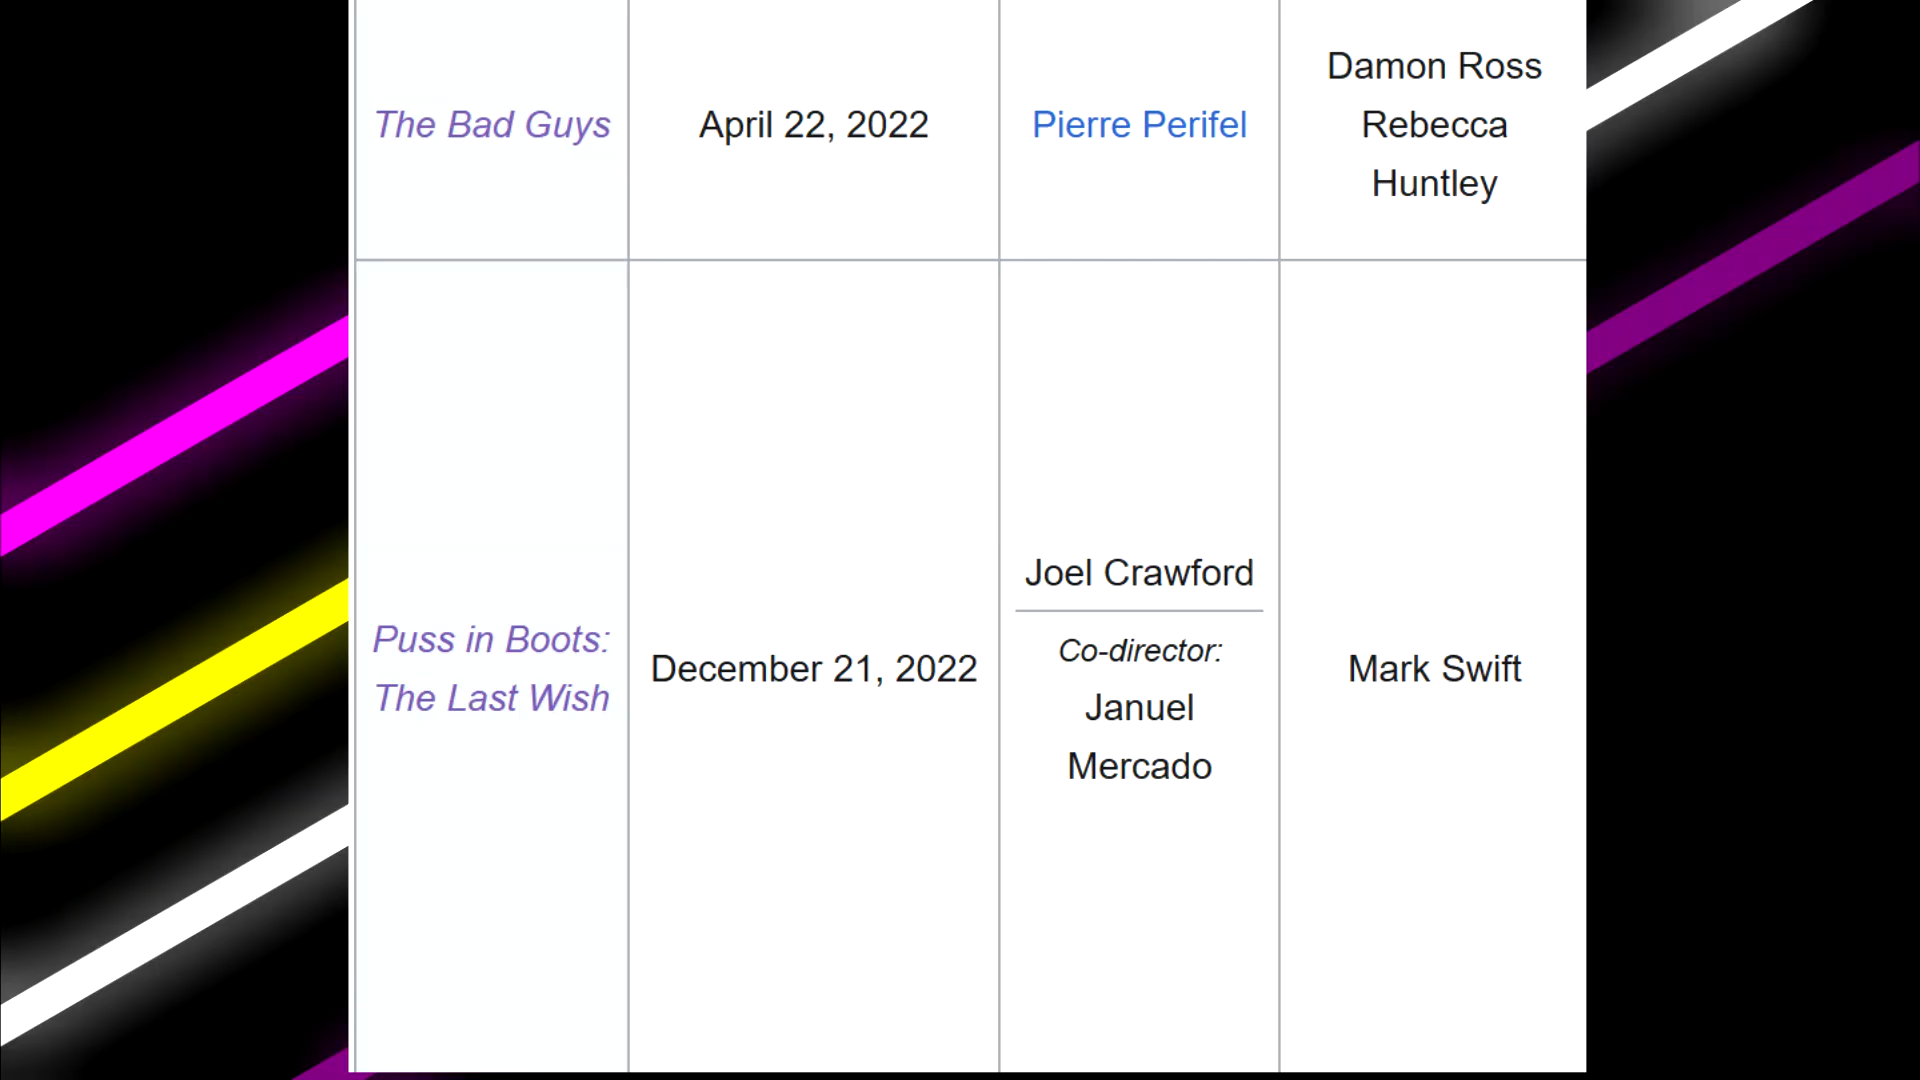 The Bad Guys
April 22, 2022
Pierre Perifel
Damon Ross
Rebecca
Huntley
Puss in Boots:
The Last Wish
December 21, 2022
Joel Crawford
Co-director:
Januel
Mercado
Mark Swift